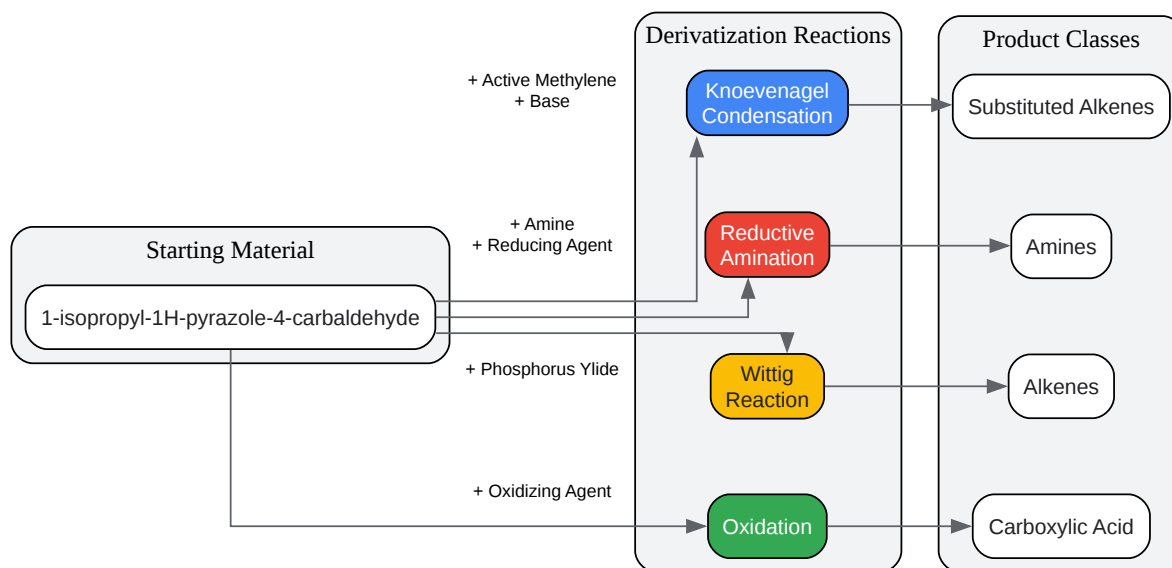 Derivatization Reactions
Product Classes
+ Active Methylene
+ Base
Knoevenagel
Condensation
Substituted Alkenes
+ Amine
+ Reducing Agent
Reductive
Amination
Amines
Starting Material
1-isopropyl-1H-pyrazole-4-carbaldehyde
+ Phosphorus Ylide
Wittig
Reaction
Alkenes
+ Oxidizing Agent
Oxidation
Carboxylic Acid